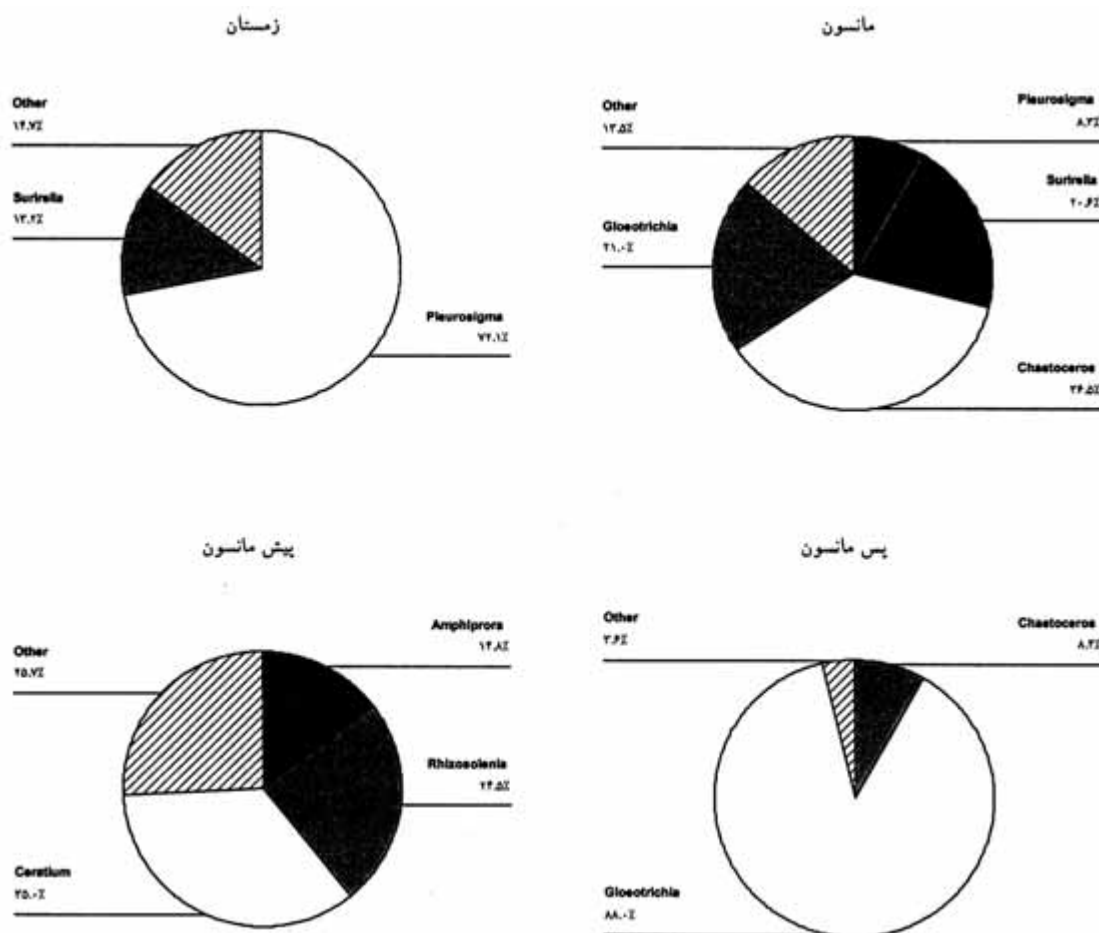 زمستان
Other
۱۴.۷%
Surirella
۱۳.۲%
Pleurosigma
۷۲.۱%
مانسون
Other
۱۳.۵%
Pleurosigma
۸.۴%
Surirella
۲۰.۶%
Gloeotrichia
۲۱.۰%
Chaetoceros
۳۶.۵%
پیش مانسون
Other
۲۵.۷%
Amphiprora
۱۴.۸%
Rhizosolenia
۲۴.۵%
Ceratium
۳۵.۰%
پس مانسون
Other
۳.۶%
Chaetoceros
۸.۴%
Gloeotrichia
۸۸.۰%